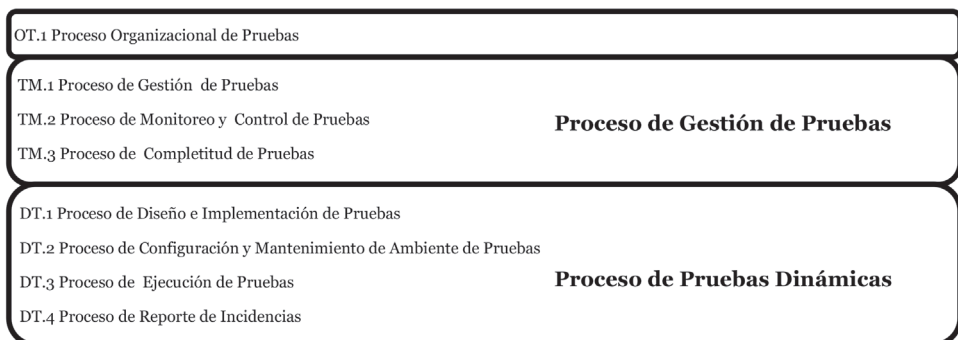 OT.1 Proceso Organizacional de Pruebas
TM.1 Proceso de Gestión de Pruebas
TM.2 Proceso de Monitoreo y Control de Pruebas
TM.3 Proceso de Completitud de Pruebas
Proceso de Gestión de Pruebas
DT.1 Proceso de Diseño e Implementación de Pruebas
DT.2 Proceso de Configuración y Mantenimiento de Ambiente de Pruebas
DT.3 Proceso de Ejecución de Pruebas
DT.4 Proceso de Reporte de Incidencias
Proceso de Pruebas Dinámicas